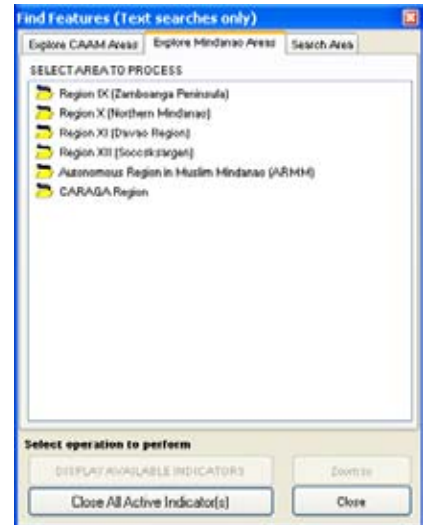 Find Features (Text searches only)
Explore CAAM Areas Explore Mindanao Areas Search Area
SELECT AREA TO PROCESS
Region IX (Zamboanga Peninsula)
Region X (Northern Mindanao)
Region XI (Davao Region)
Region XII (Soccsksargen)
Autonomous Region in Muslim Mindanao (ARMM)
CARAGA Region
Select operation to perform
DISPLAY AVAILABLE INDICATORS Zoom to
Close All Active Indicator(s) Close